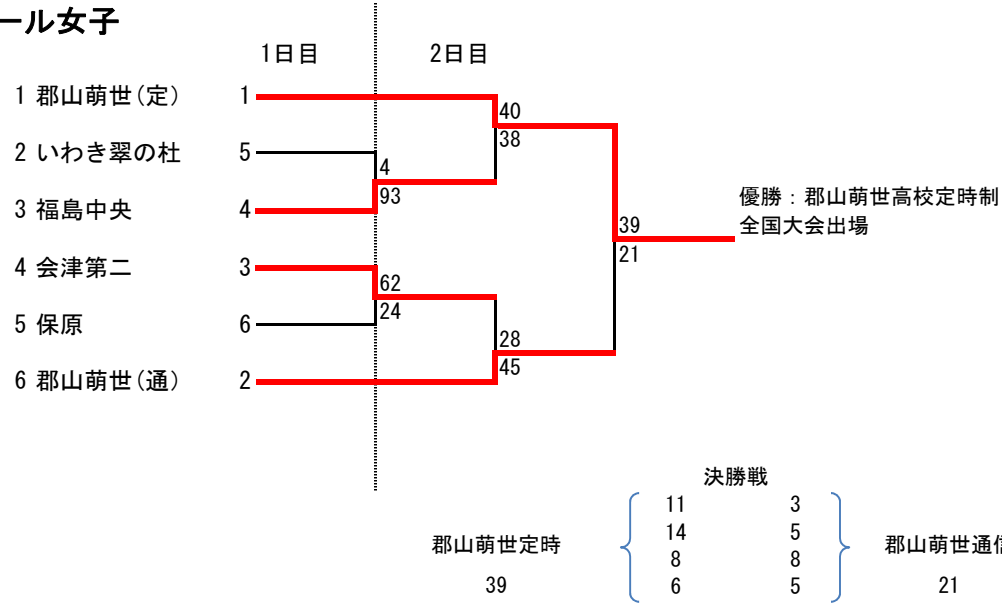 ール女子
1日目 2日目
1 郡山萌世(定) 1
40
2 いわき翠の杜 5
38
4
3 福島中央 4
93
優勝：郡山萌世高校定時制
39
全国大会出場
21
4 会津第二 3
62
5 保原 6
24
28
6 郡山萌世(通) 2
45
決勝戦
11 3
14 5
郡山萌世定時 郡山萌世通信
8 8
39 6 5 21